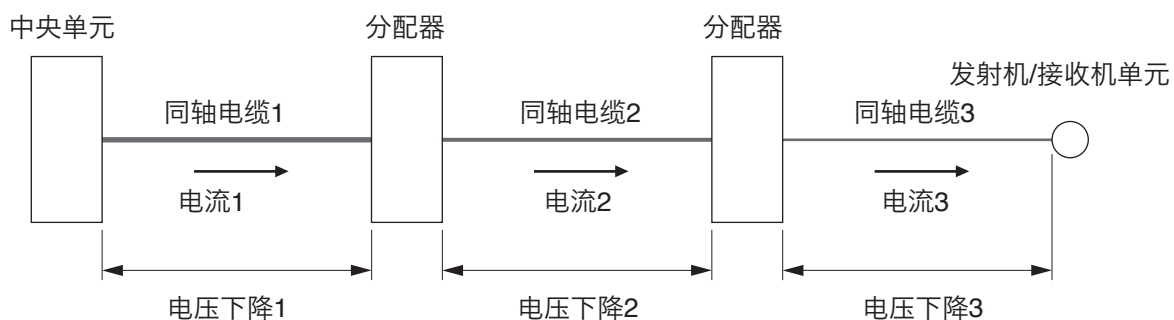 中央单元
分配器
分配器
发射机/接收机单元
同轴电缆1
同轴电缆2
同轴电缆3
电流1
电流2
电流3
电压下降1
电压下降2
电压下降3